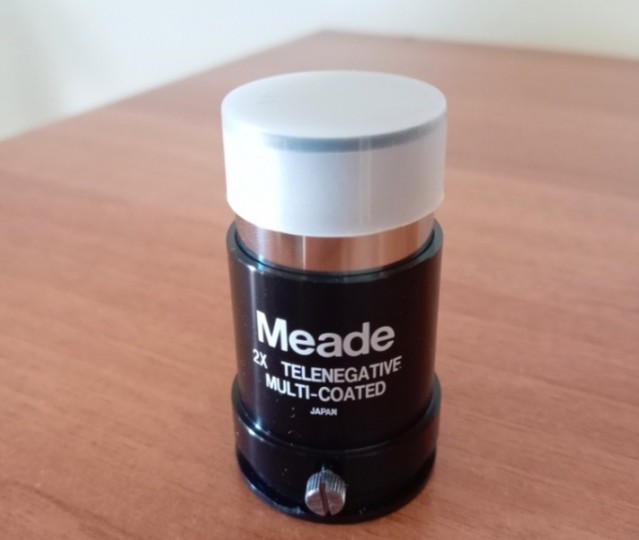 Meade
2X TELENEGATIVE
MULTI-COATED
JAPAN